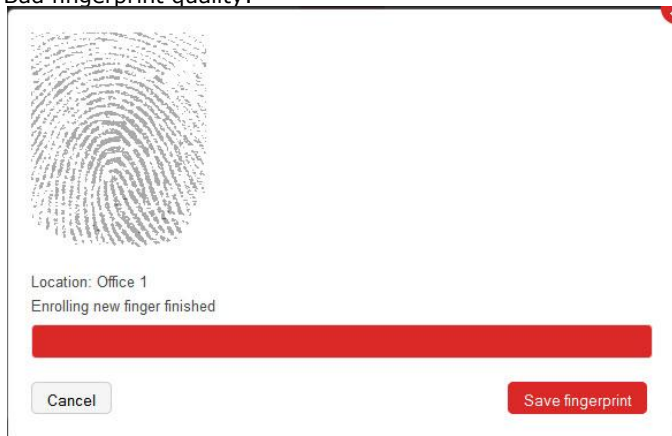 Bad fingerprint quality:
Location: Office 1
Enrolling new finger finished
Cancel
Save fingerprint